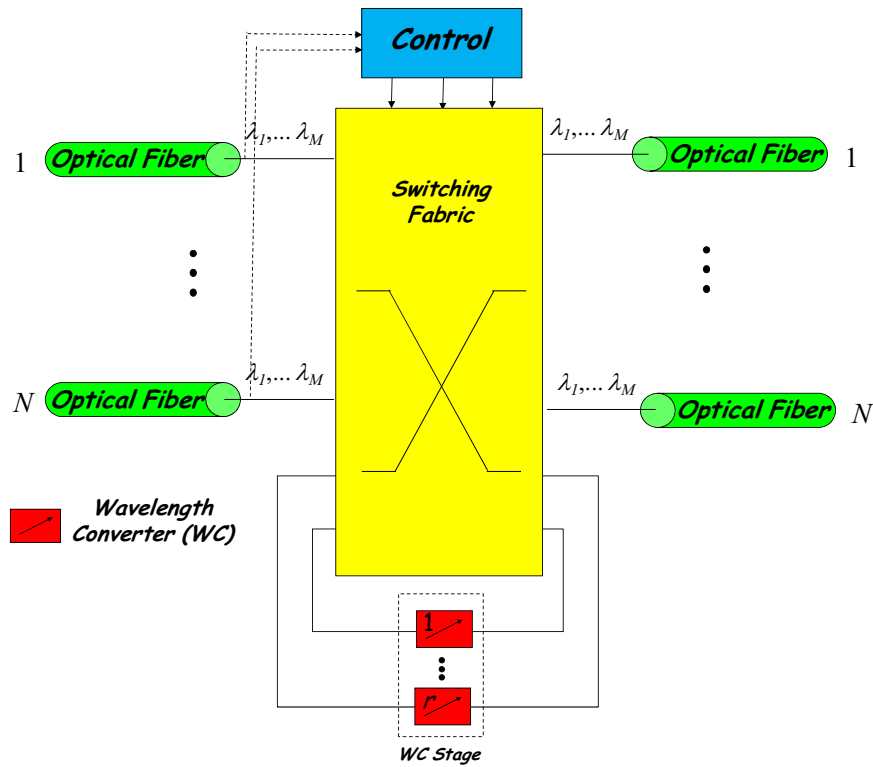 Control
λ1,... λM
λ1,... λM
1
Optical Fiber
Optical Fiber
1
Switching
Fabric
λ1,... λM
λ1,... λM
N
Optical Fiber
Optical Fiber
N
Wavelength
Converter (WC)
1
r
WC Stage